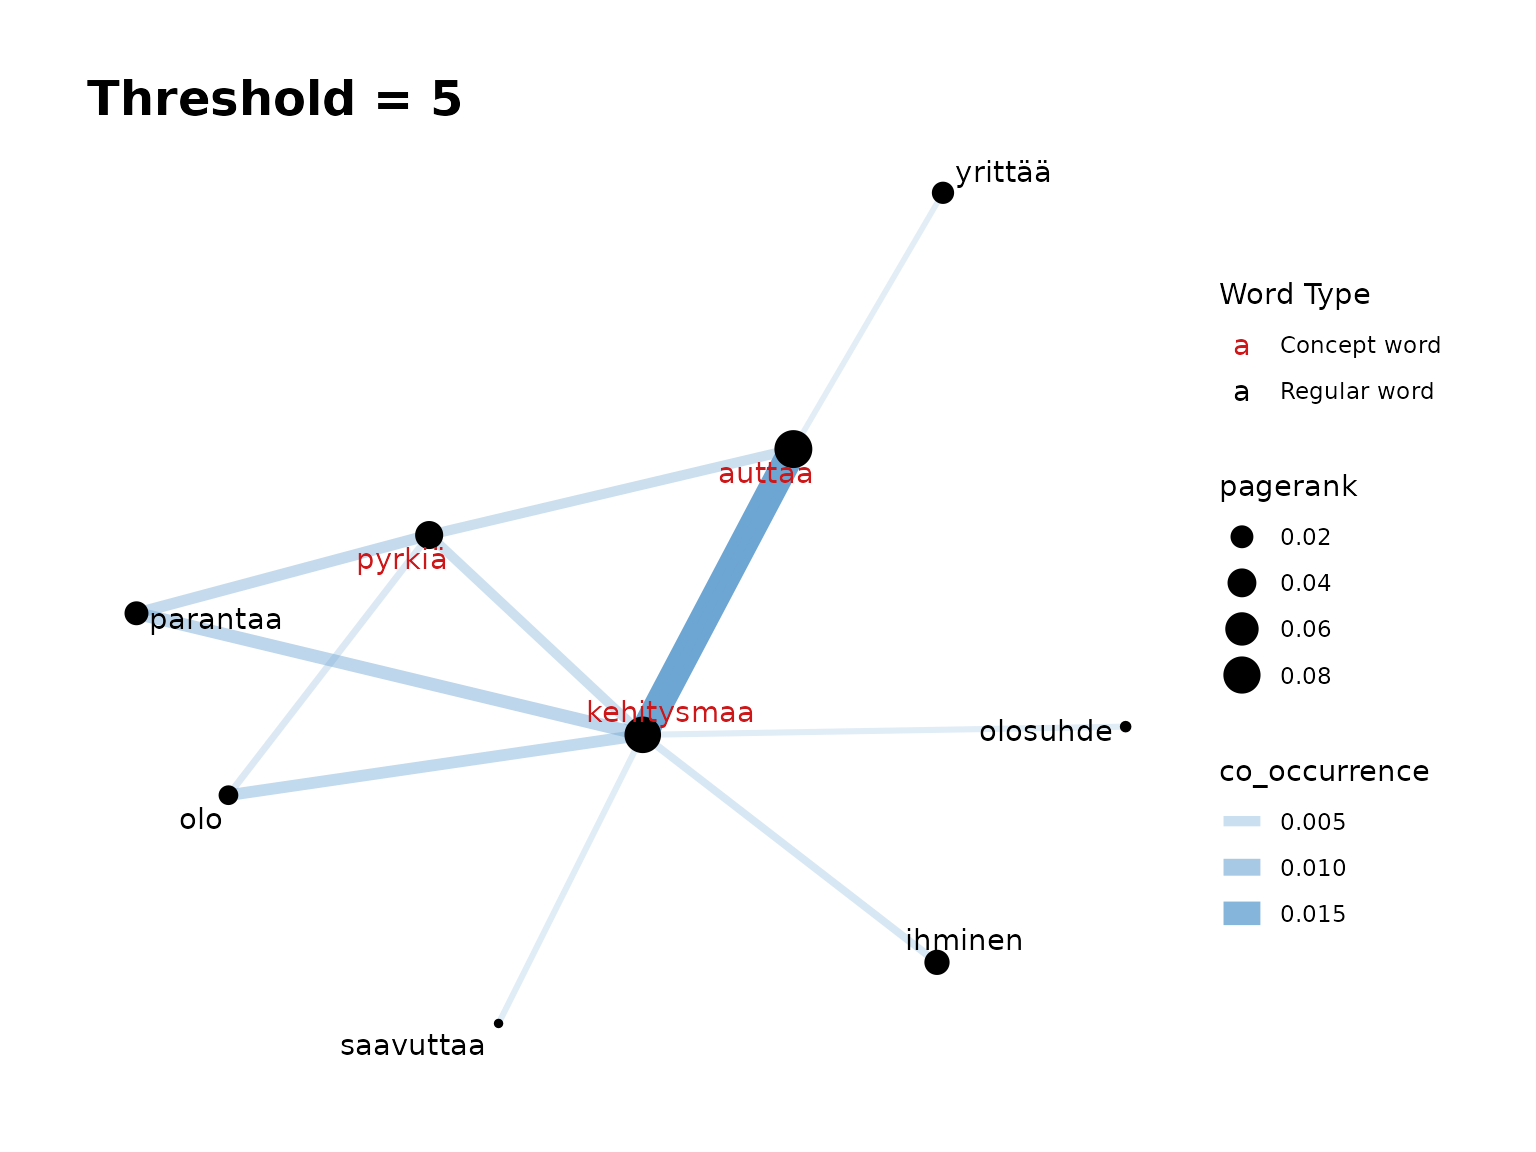 Threshold = 5
yrittää
auttaa
pyrkiä
parantaa
kehitysmaa
olosuhde
olo
ihminen
saavuttaa
Word Type
a Concept word
a Regular word
pagerank
0.02
0.04
0.06
0.08
co_occurrence
0.005
0.010
0.015